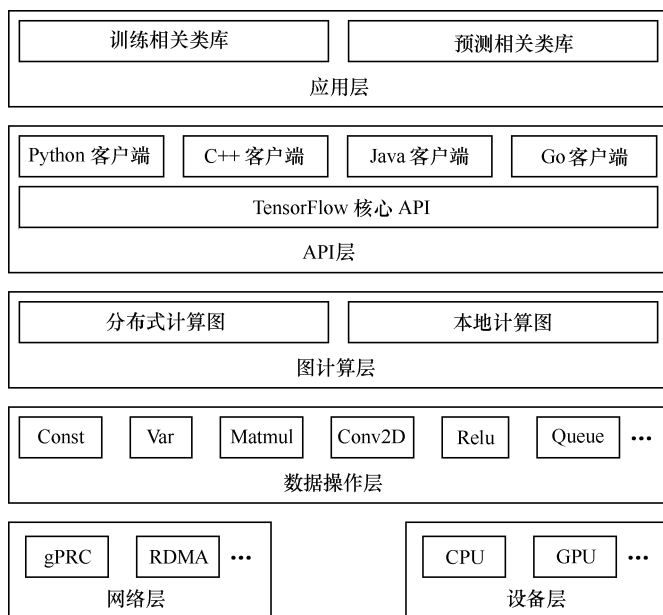 训练相关类库 预测相关类库
应用层
Python 客户端 C++ 客户端 Java 客户端 Go 客户端
TensorFlow 核心 API
API层
分布式计算图 本地计算图
图计算层
Const Var Matmul Conv2D Relu Queue •••
数据操作层
gPRC RDMA ••• CPU GPU •••
网络层 设备层